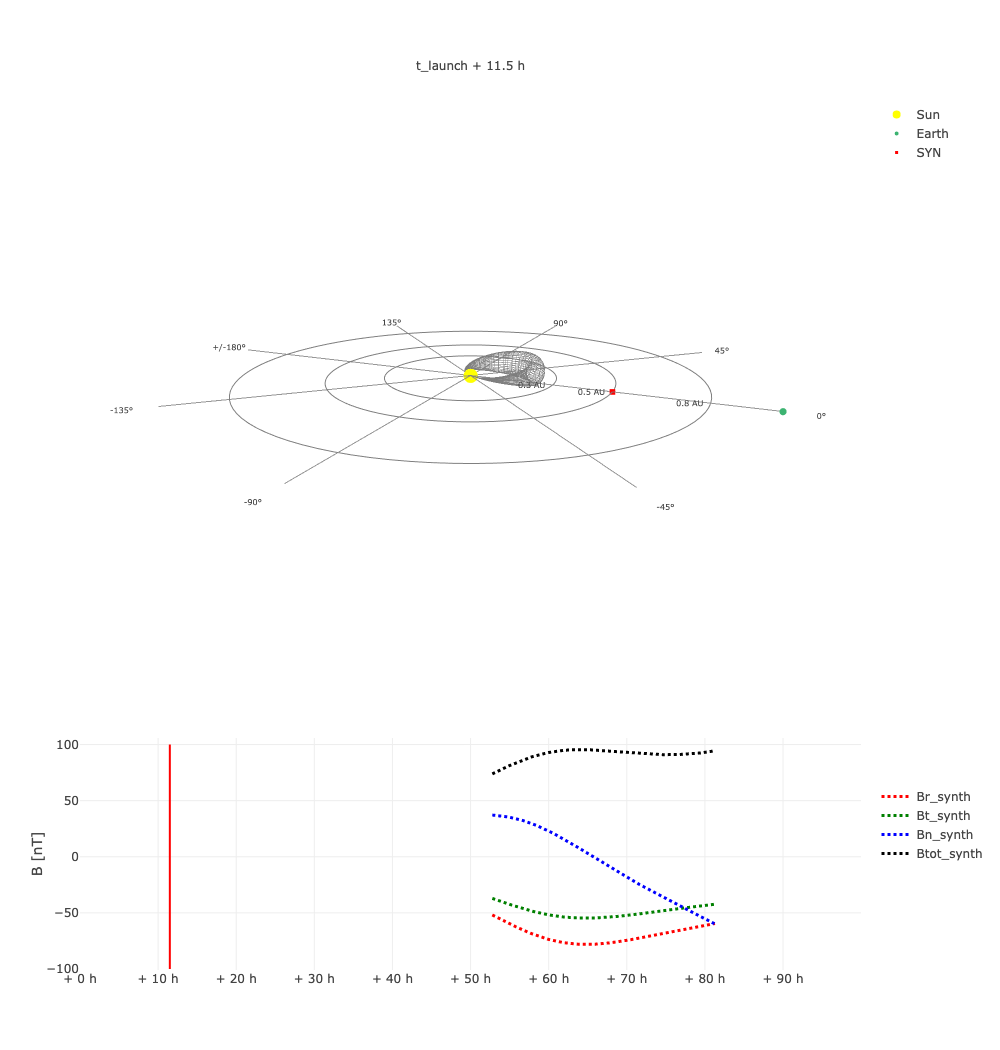 t_launch + 11.5 h
Sun
Earth
SYN
135°
90°
+/-180°
45°
0.3 AU
0.5 AU
0.8 AU
-135°
0°
-90°
-45°
100
50
0
−50
−100
B [nT]
+ 0 h
+ 10 h
+ 20 h
+ 30 h
+ 40 h
+ 50 h
+ 60 h
+ 70 h
+ 80 h
+ 90 h
Br_synth
Bt_synth
Bn_synth
Btot_synth